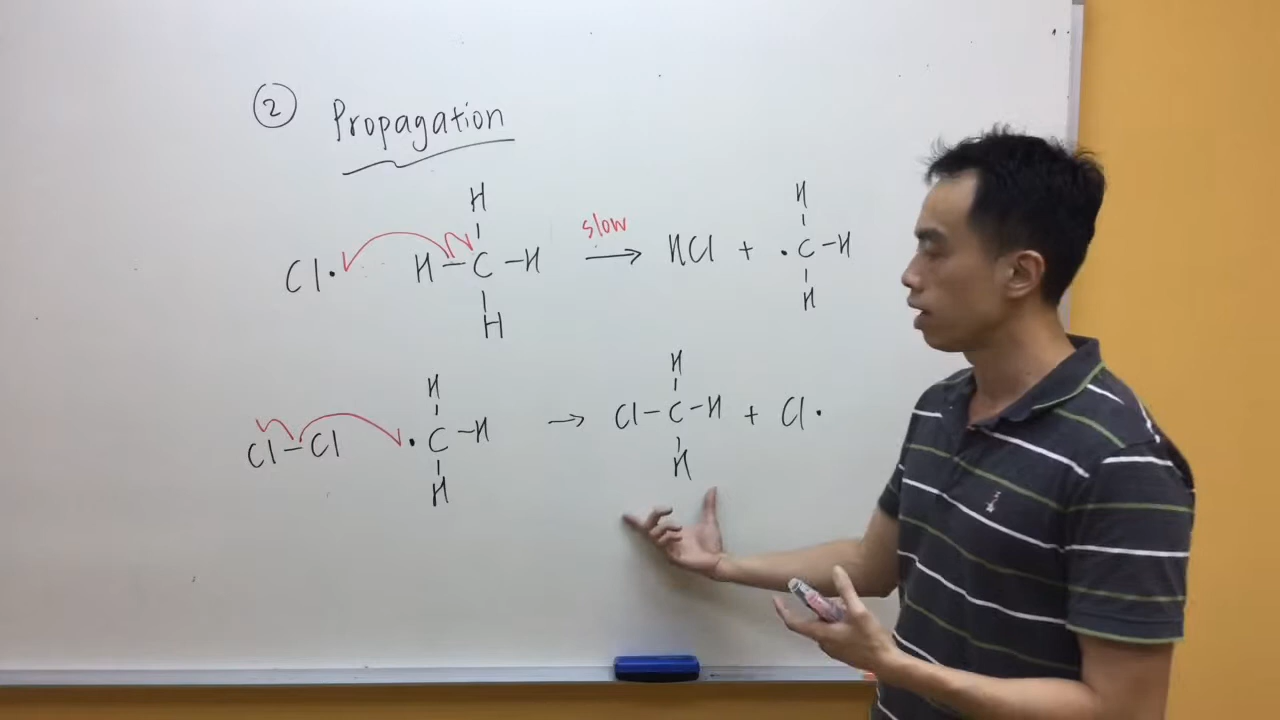 ② Propagation
H
H
slow
Cl• H–C–H → HCl + •C–H
H
H
H
H
Cl–Cl •C–H → Cl–C–H + Cl•
H
H